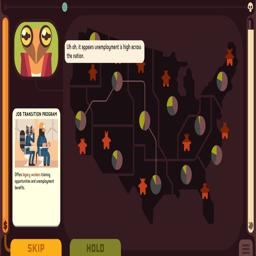 Uh oh, it appears unemployment is high across
the nation.
JOB TRANSITION PROGRAM
Offers legacy workers training
opportunities and unemployment
benefits.
SKIP
HOLD